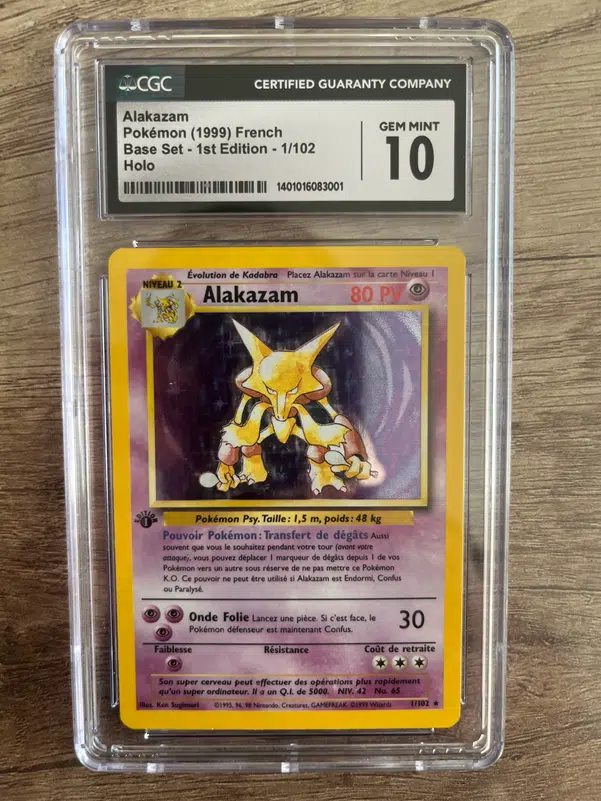 CGC
CERTIFIED GUARANTY COMPANY
Alakazam
Pokémon (1999) French
Base Set - 1st Edition - 1/102
Holo
GEM MINT
10
1401016083001
Évolution de Kadabra Placez Alakazam sur la carte Niveau 1
NIVEAU 2
Alakazam 80 PV
Pokémon Psy. Taille : 1,5 m, poids : 48 kg
EDITION
1
Pouvoir Pokémon : Transfert de dégâts Aussi
souvent que vous le souhaitez pendant votre tour (avant votre
attaque), vous pouvez déplacer 1 marqueur de dégâts depuis 1 de vos
Pokémon vers un autre sous réserve de ne pas mettre ce Pokémon
K.O. Ce pouvoir ne peut être utilisé si Alakazam est Endormi, Confus
ou Paralysé.
Onde Folie Lancez une pièce. Si c'est face, le
Pokémon défenseur est maintenant Confus.
30
Faiblesse Résistance Coût de retraite
Son super cerveau peut effectuer des opérations plus rapidement
qu'un super ordinateur. Il a un Q.I. de 5000. NIV. 42 No. 65
Illus. Ken Sugimori ©1995, 96, 98 Nintendo, Creatures, GAMEFREAK. ©1999 Wizards 1/102 ★